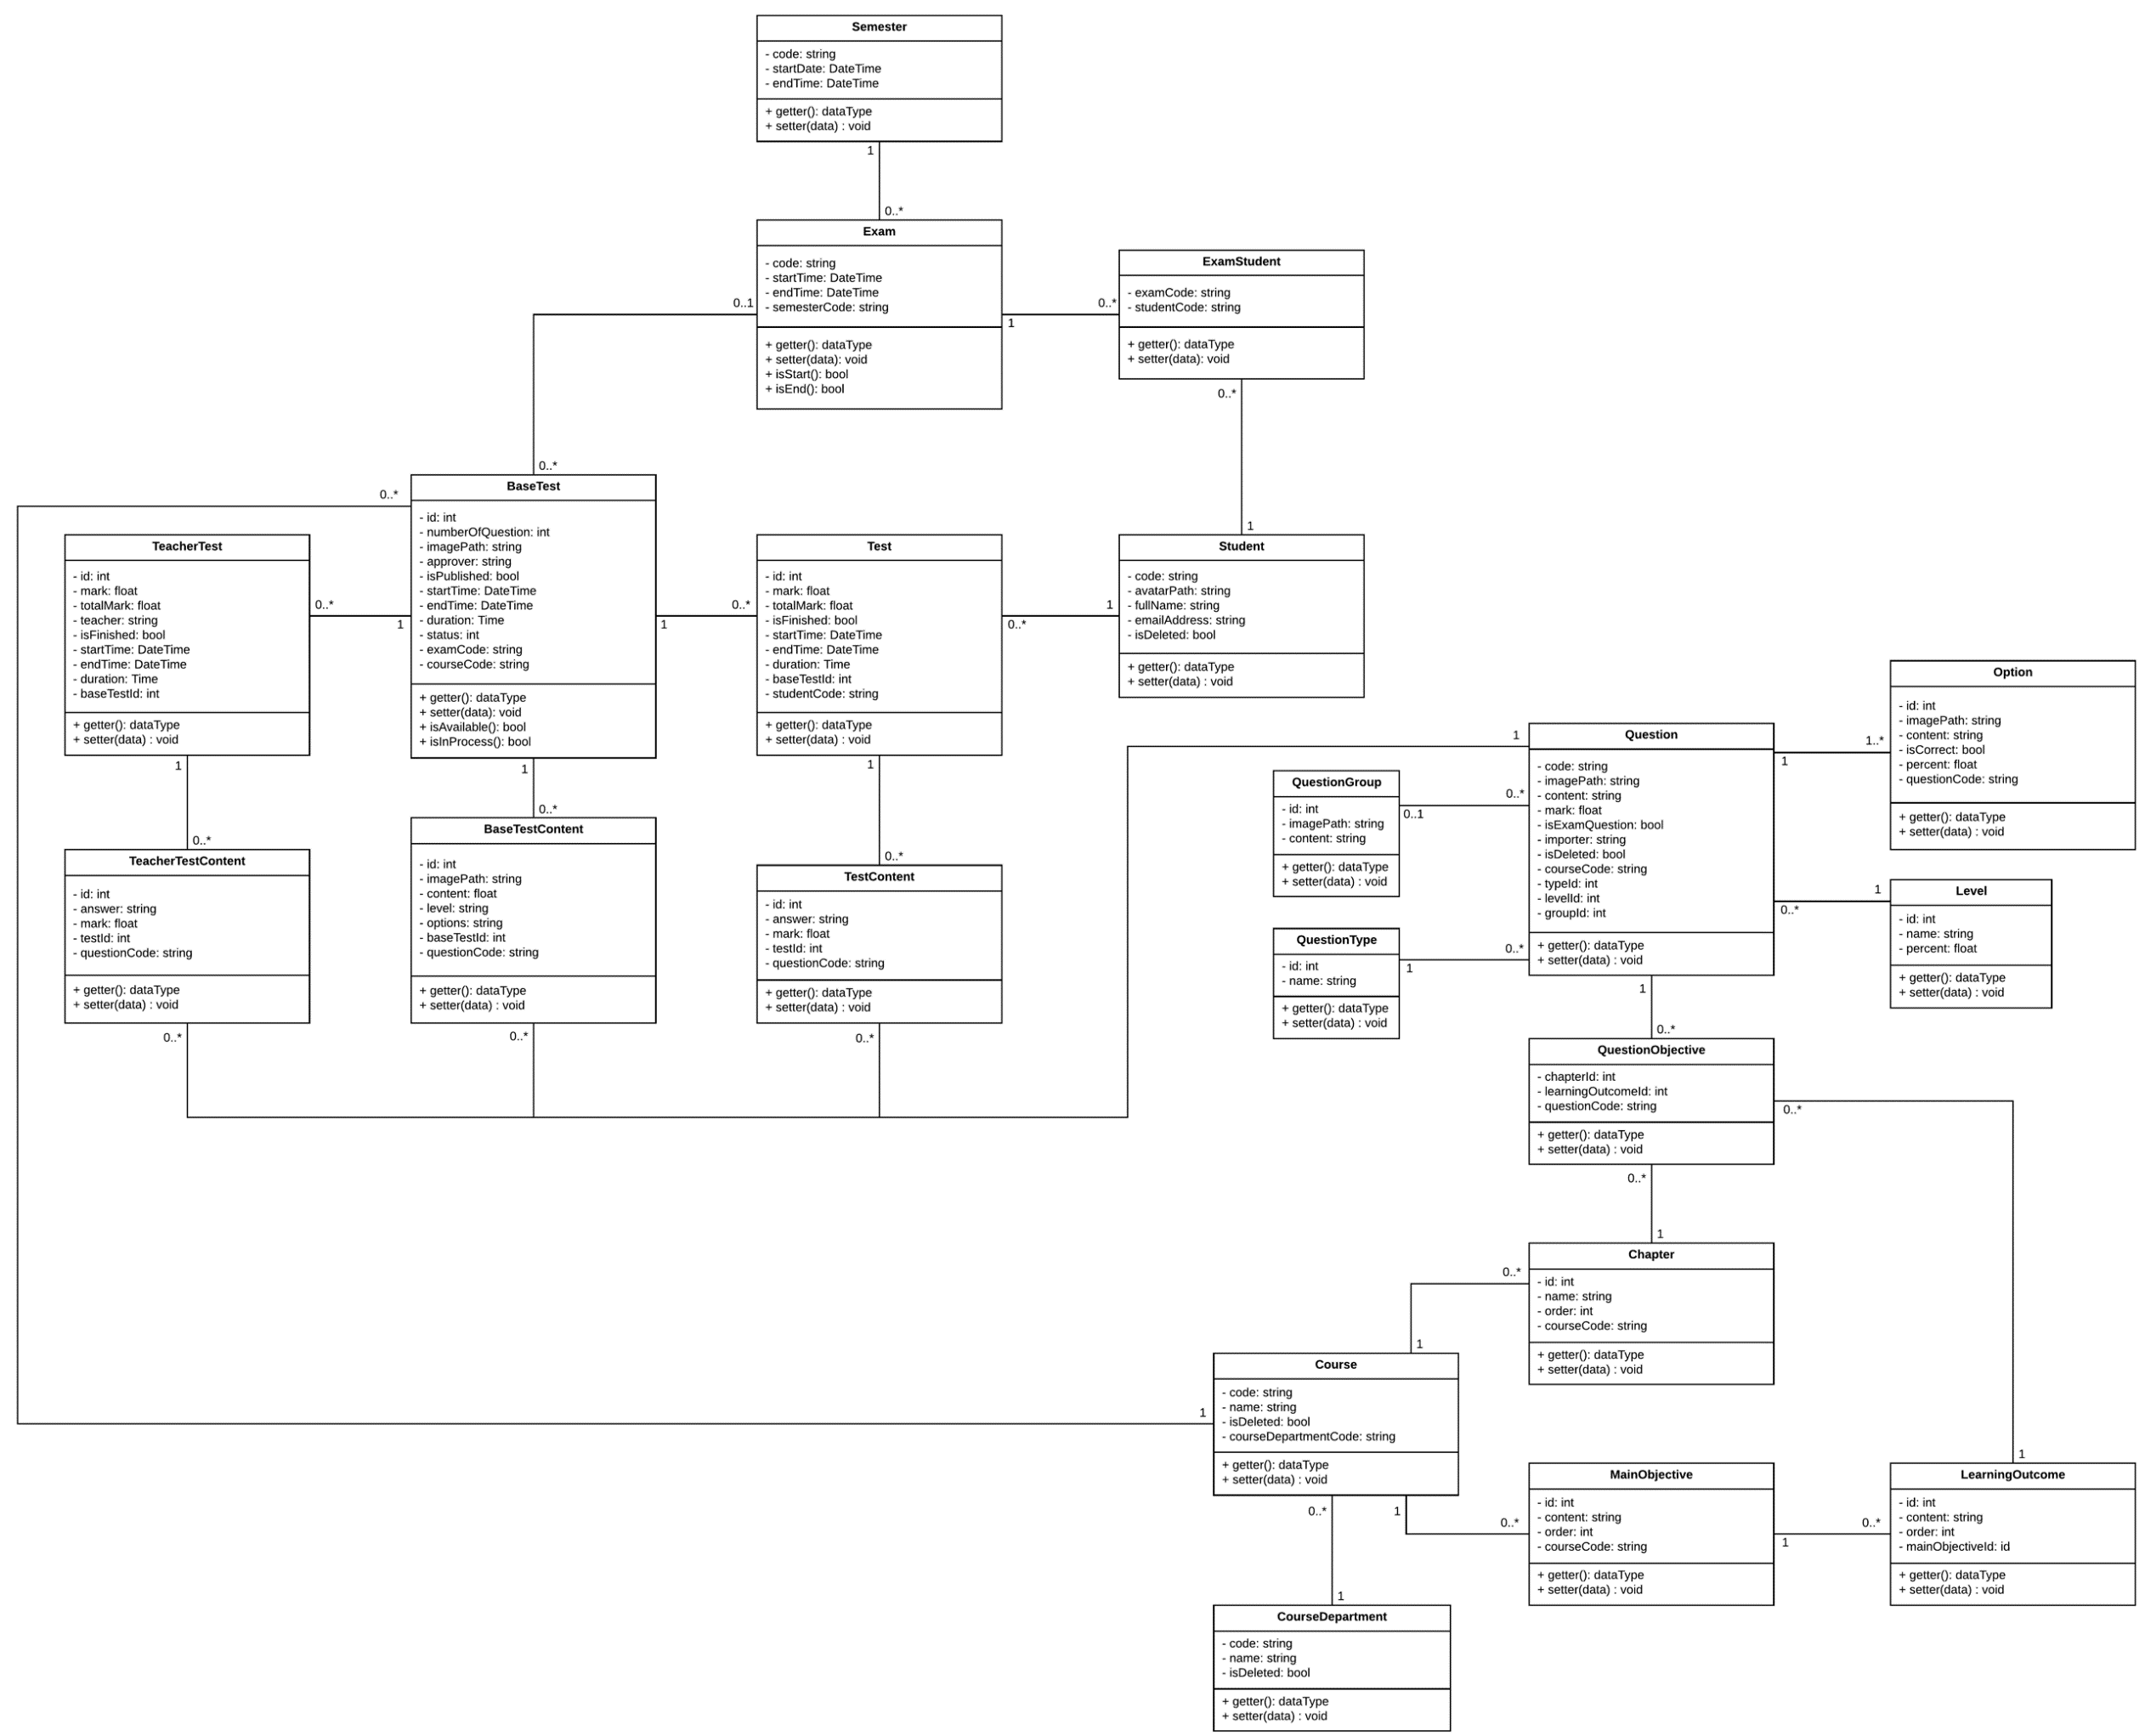 Semester
- code: string
- startDate: DateTime
- endTime: DateTime
+ getter(): dataType
+ setter(data) : void
1
0..*
Exam
- code: string
- startTime: DateTime
- endTime: DateTime
- semesterCode: string
+ getter(): dataType
+ setter(data): void
+ isStart(): bool
+ isEnd(): bool
0..1
1
0..*
ExamStudent
- examCode: string
- studentCode: string
+ getter(): dataType
+ setter(data): void
0..*
1
0..*
0..*
BaseTest
- id: int
- numberOfQuestion: int
- imagePath: string
- approver: string
- isPublished: bool
- startTime: DateTime
- endTime: DateTime
- duration: Time
- status: int
- examCode: string
- courseCode: string
+ getter(): dataType
+ setter(data): void
+ isAvailable(): bool
+ isInProcess(): bool
TeacherTest
- id: int
- mark: float
- totalMark: float
- teacher: string
- isFinished: bool
- startTime: DateTime
- endTime: DateTime
- duration: Time
- baseTestId: int
+ getter(): dataType
+ setter(data) : void
0..*
1
1
0..*
Test
- id: int
- mark: float
- totalMark: float
- isFinished: bool
- startTime: DateTime
- endTime: DateTime
- duration: Time
- baseTestId: int
- studentCode: string
+ getter(): dataType
+ setter(data) : void
0..*
1
Student
- code: string
- avatarPath: string
- fullName: string
- emailAddress: string
- isDeleted: bool
+ getter(): dataType
+ setter(data) : void
1
0..*
TeacherTestContent
- id: int
- answer: string
- mark: float
- testId: int
- questionCode: string
+ getter(): dataType
+ setter(data) : void
0..*
1
0..*
BaseTestContent
- id: int
- imagePath: string
- content: float
- level: string
- options: string
- baseTestId: int
- questionCode: string
+ getter(): dataType
+ setter(data) : void
0..*
1
0..*
TestContent
- id: int
- answer: string
- mark: float
- testId: int
- questionCode: string
+ getter(): dataType
+ setter(data) : void
0..*
1
Question
- code: string
- imagePath: string
- content: string
- mark: float
- isExamQuestion: bool
- importer: string
- isDeleted: bool
- courseCode: string
- typeId: int
- levelId: int
- groupId: int
+ getter(): dataType
+ setter(data) : void
QuestionGroup
- id: int
- imagePath: string
- content: string
+ getter(): dataType
+ setter(data) : void
0..1
0..*
QuestionType
- id: int
- name: string
+ getter(): dataType
+ setter(data) : void
1
0..*
1
1..*
Option
- id: int
- imagePath: string
- content: string
- isCorrect: bool
- percent: float
- questionCode: string
+ getter(): dataType
+ setter(data) : void
0..*
1
Level
- id: int
- name: string
- percent: float
+ getter(): dataType
+ setter(data) : void
1
0..*
QuestionObjective
- chapterId: int
- learningOutcomeId: int
- questionCode: string
+ getter(): dataType
+ setter(data) : void
0..*
0..*
1
Chapter
- id: int
- name: string
- order: int
- courseCode: string
+ getter(): dataType
+ setter(data) : void
0..*
1
1
Course
- code: string
- name: string
- isDeleted: bool
- courseDepartmentCode: string
+ getter(): dataType
+ setter(data) : void
0..*
1
0..*
MainObjective
- id: int
- content: string
- order: int
- courseCode: string
+ getter(): dataType
+ setter(data) : void
1
0..*
1
LearningOutcome
- id: int
- content: string
- order: int
- mainObjectiveId: id
+ getter(): dataType
+ setter(data) : void
1
CourseDepartment
- code: string
- name: string
- isDeleted: bool
+ getter(): dataType
+ setter(data) : void